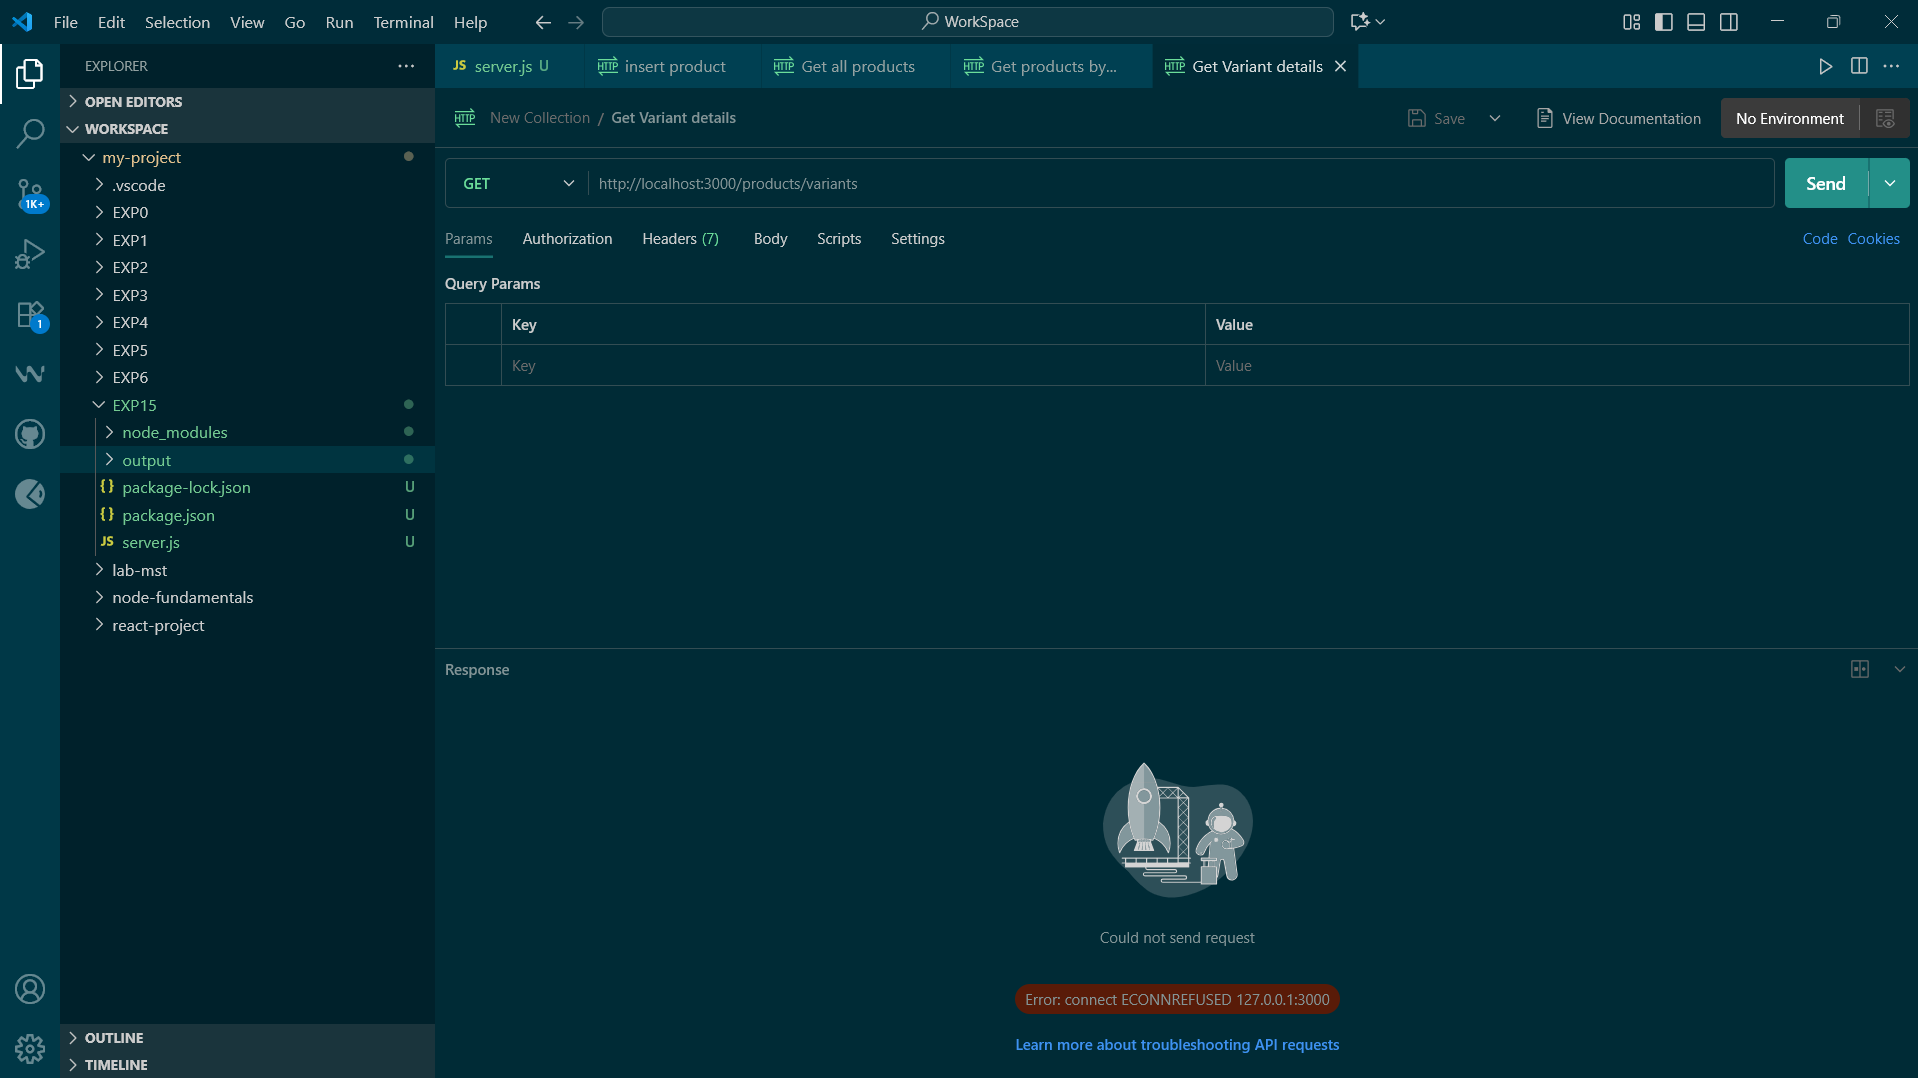 File Edit Selection View Go Run Terminal Help
WorkSpace
EXPLORER
OPEN EDITORS
WORKSPACE
my-project
.vscode
EXP0
EXP1
EXP2
EXP3
EXP4
EXP5
EXP6
EXP15
node_modules
output
{} package-lock.json U
{} package.json U
JS server.js U
lab-mst
node-fundamentals
react-project
OUTLINE
TIMELINE
1K+
1
JS server.js U
HTTP insert product
HTTP Get all products
HTTP Get products by...
HTTP Get Variant details
HTTP New Collection / Get Variant details
Save
View Documentation
No Environment
GET http://localhost:3000/products/variants
Send
Params Authorization Headers (7) Body Scripts Settings
Code Cookies
Query Params
Key Value
Key Value
Response
Could not send request
Error: connect ECONNREFUSED 127.0.0.1:3000
Learn more about troubleshooting API requests